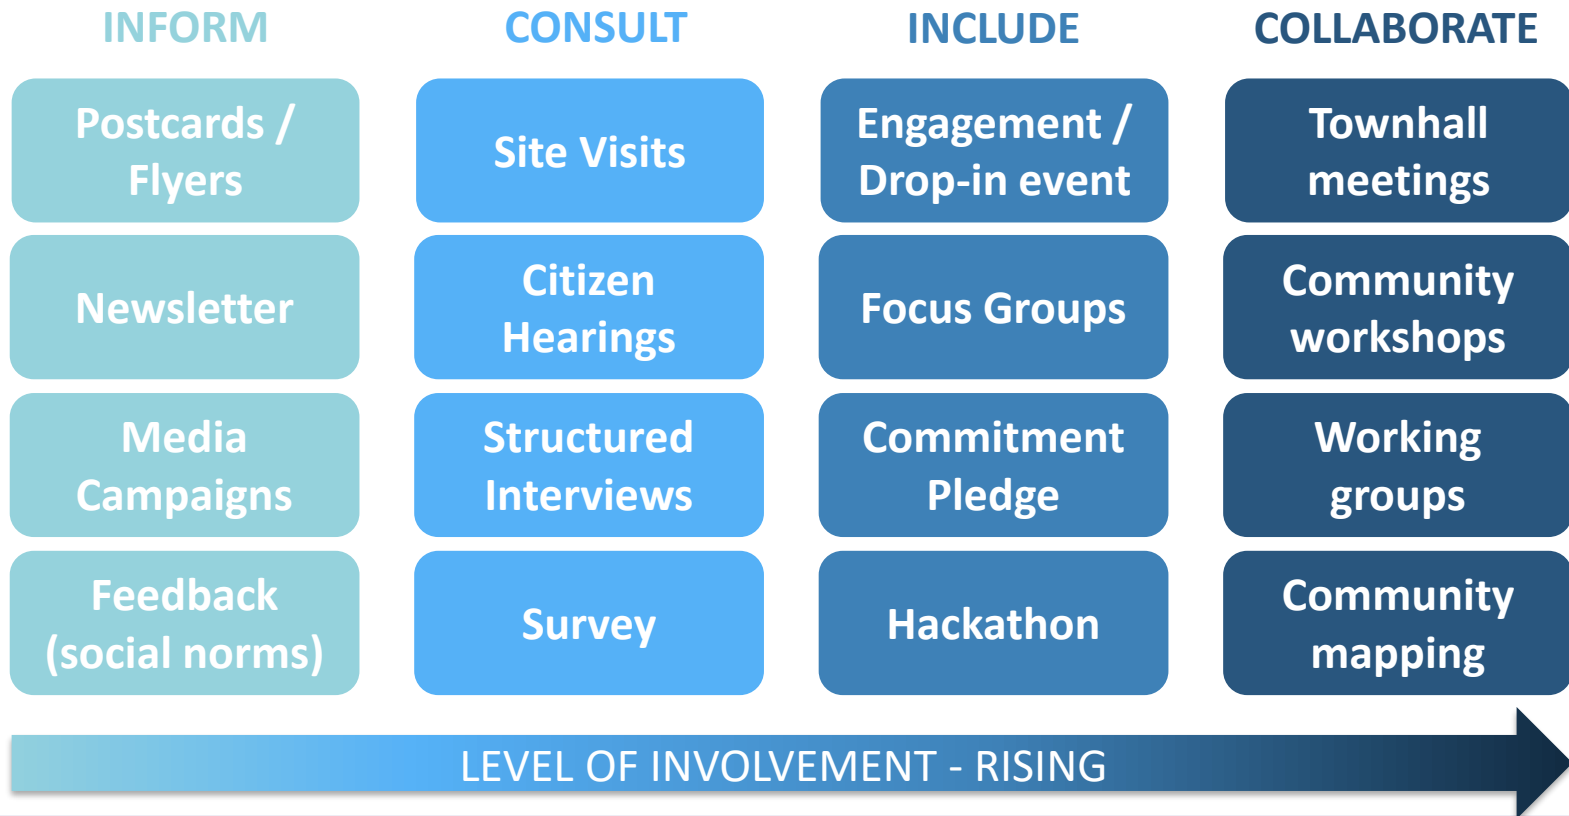 INFORM
CONSULT
INCLUDE
COLLABORATE
Postcards /
Flyers
Site Visits
Engagement /
Drop-in event
Townhall
meetings
Newsletter
Citizen
Hearings
Focus Groups
Community
workshops
Media
Campaigns
Structured
Interviews
Commitment
Pledge
Working
groups
Feedback
(social norms)
Survey
Hackathon
Community
mapping
LEVEL OF INVOLVEMENT - RISING